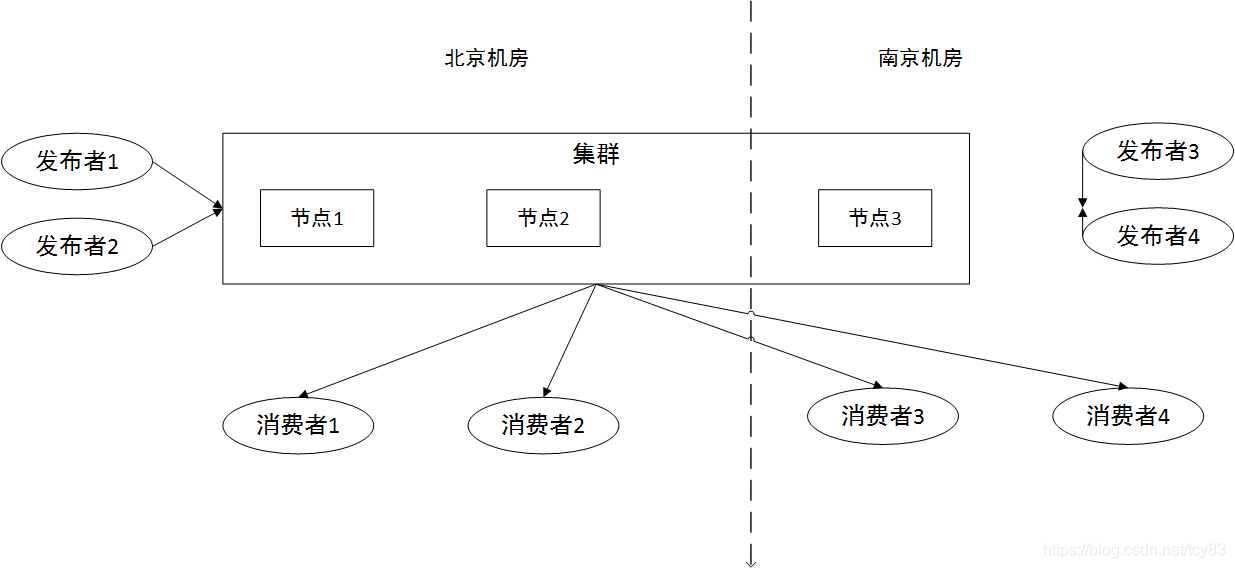 北京机房
南京机房
集群
发布者1
发布者2
节点1
节点2
节点3
发布者3
发布者4
消费者1
消费者2
消费者3
消费者4
https://blog.csdn.net/tcy83